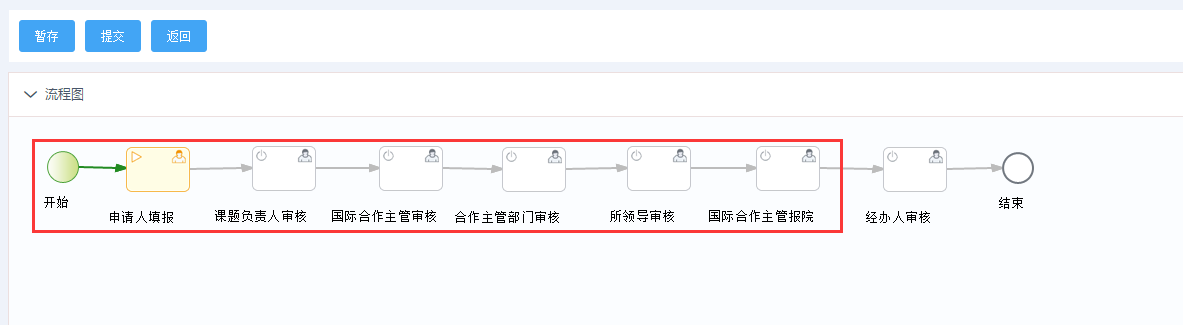 暂存 提交 返回
流程图
开始 申请人填报 课题负责人审核 国际合作主管审核 合作主管部门审核 所领导审核 国际合作主管报院 经办人审核 结束